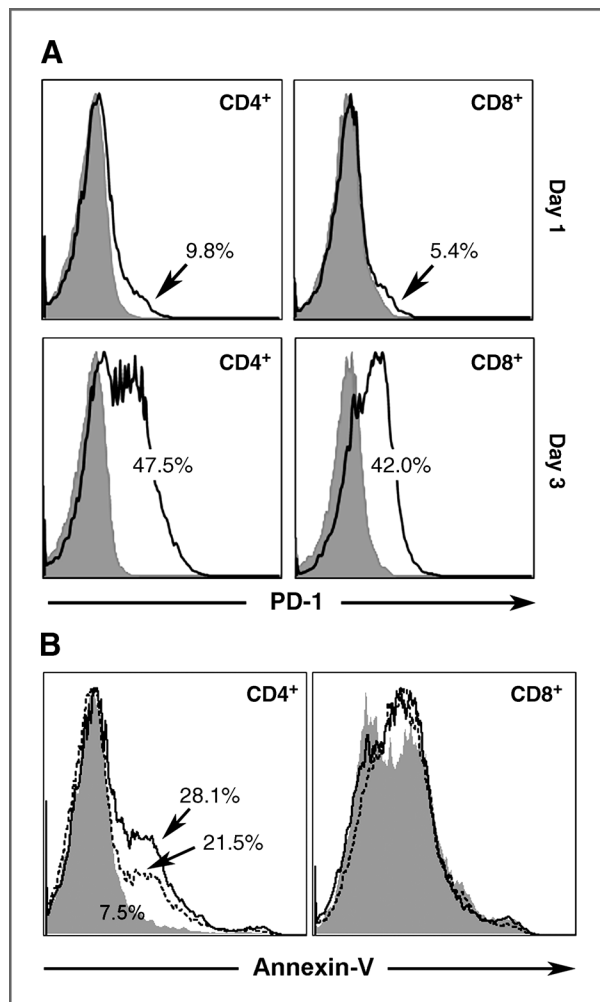 A
CD4+
CD8+
9.8%
5.4%
Day 1
CD4+
CD8+
47.5%
42.0%
Day 3
PD-1
B
CD4+
CD8+
28.1%
21.5%
7.5%
Annexin-V